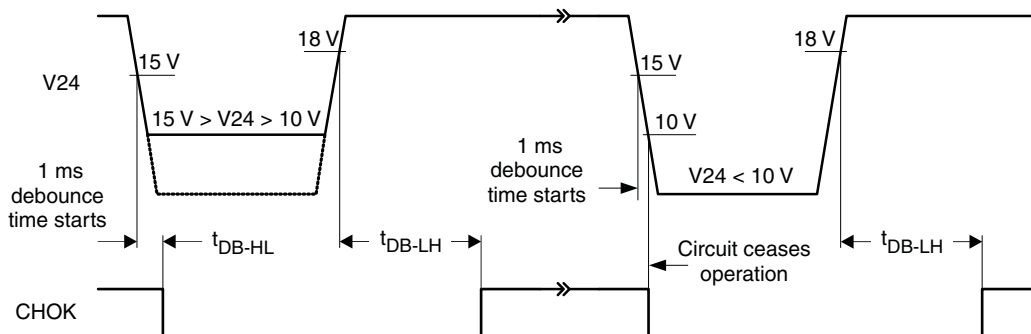 V24
15 V
18 V
15 V > V24 > 10 V
1 ms
debounce
time starts
15 V
18 V
10 V
1 ms
debounce
time starts
V24 < 10 V
tDB-HL
tDB-LH
Circuit ceases
operation
tDB-LH
CHOK